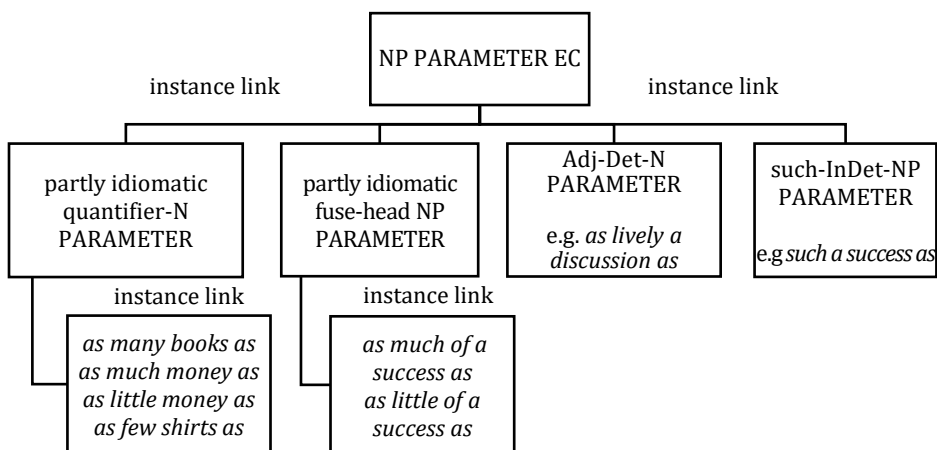 NP PARAMETER EC
instance link
instance link
partly idiomatic
quantifier-N
PARAMETER
partly idiomatic
fuse-head NP
PARAMETER
Adj-Det-N
PARAMETER
e.g. as lively a
discussion as
such-InDet-NP
PARAMETER
e.g such a success as
instance link
instance link
as many books as
as much money as
as little money as
as few shirts as
as much of a
success as
as little of a
success as